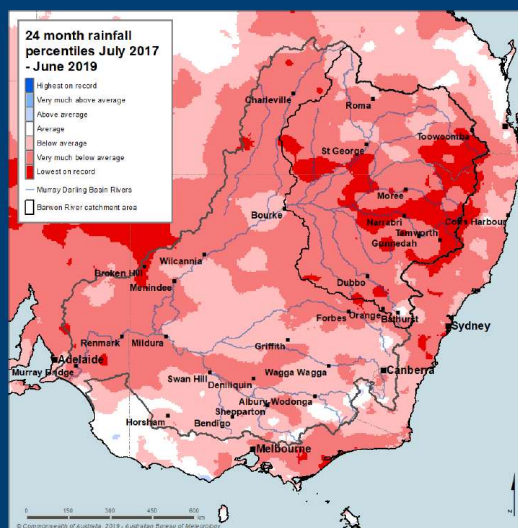 24 month rainfall
percentiles July 2017
- June 2019
Highest on record
Very much above average
Above average
Average
Below average
Very much below average
Lowest on record
Murray Darling Basin Rivers
Barwon River catchment area
Charleville
Roma
Toowoomba
St George
Moree
Bourke
Narrabri
Coffs Harbour
Tamworth
Gunnedah
Wilcannia
Broken Hill
Menindee
Dubbo
Forbes
Orange
Bathurst
Sydney
Renmark
Mildura
Griffith
Adelaide
Murray Bridge
Swan Hill
Wagga Wagga
Canberra
Deniliquin
Albury Wodonga
Shepparton
Horsham
Bendigo
Melbourne
0 150 300 450 600
km
N
© Commonwealth of Australia, 2019 - Australian Bureau of Meteorology